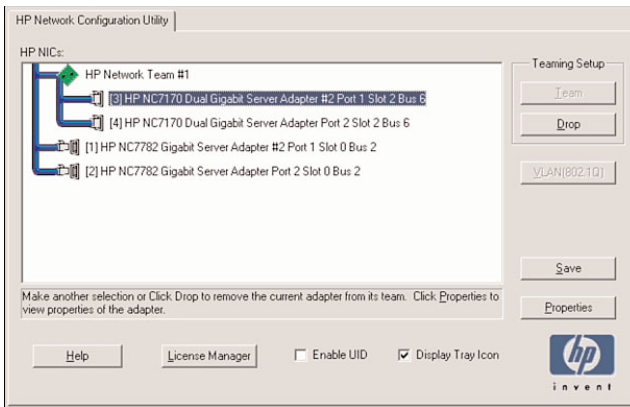 HP Network Configuration Utility
HP NICs:
HP Network Team #1
[3] HP NC7170 Dual Gigabit Server Adapter #2 Port 1 Slot 2 Bus 6
[4] HP NC7170 Dual Gigabit Server Adapter Port 2 Slot 2 Bus 6
[1] HP NC7782 Gigabit Server Adapter #2 Port 1 Slot 0 Bus 2
[2] HP NC7782 Gigabit Server Adapter Port 2 Slot 0 Bus 2
Teaming Setup
Team
Drop
VLAN(802.1Q)
Save
Make another selection or Click Drop to remove the current adapter from its team. Click Properties to
view properties of the adapter.
Properties
Help
License Manager
Enable UID
Display Tray Icon
hp
invent